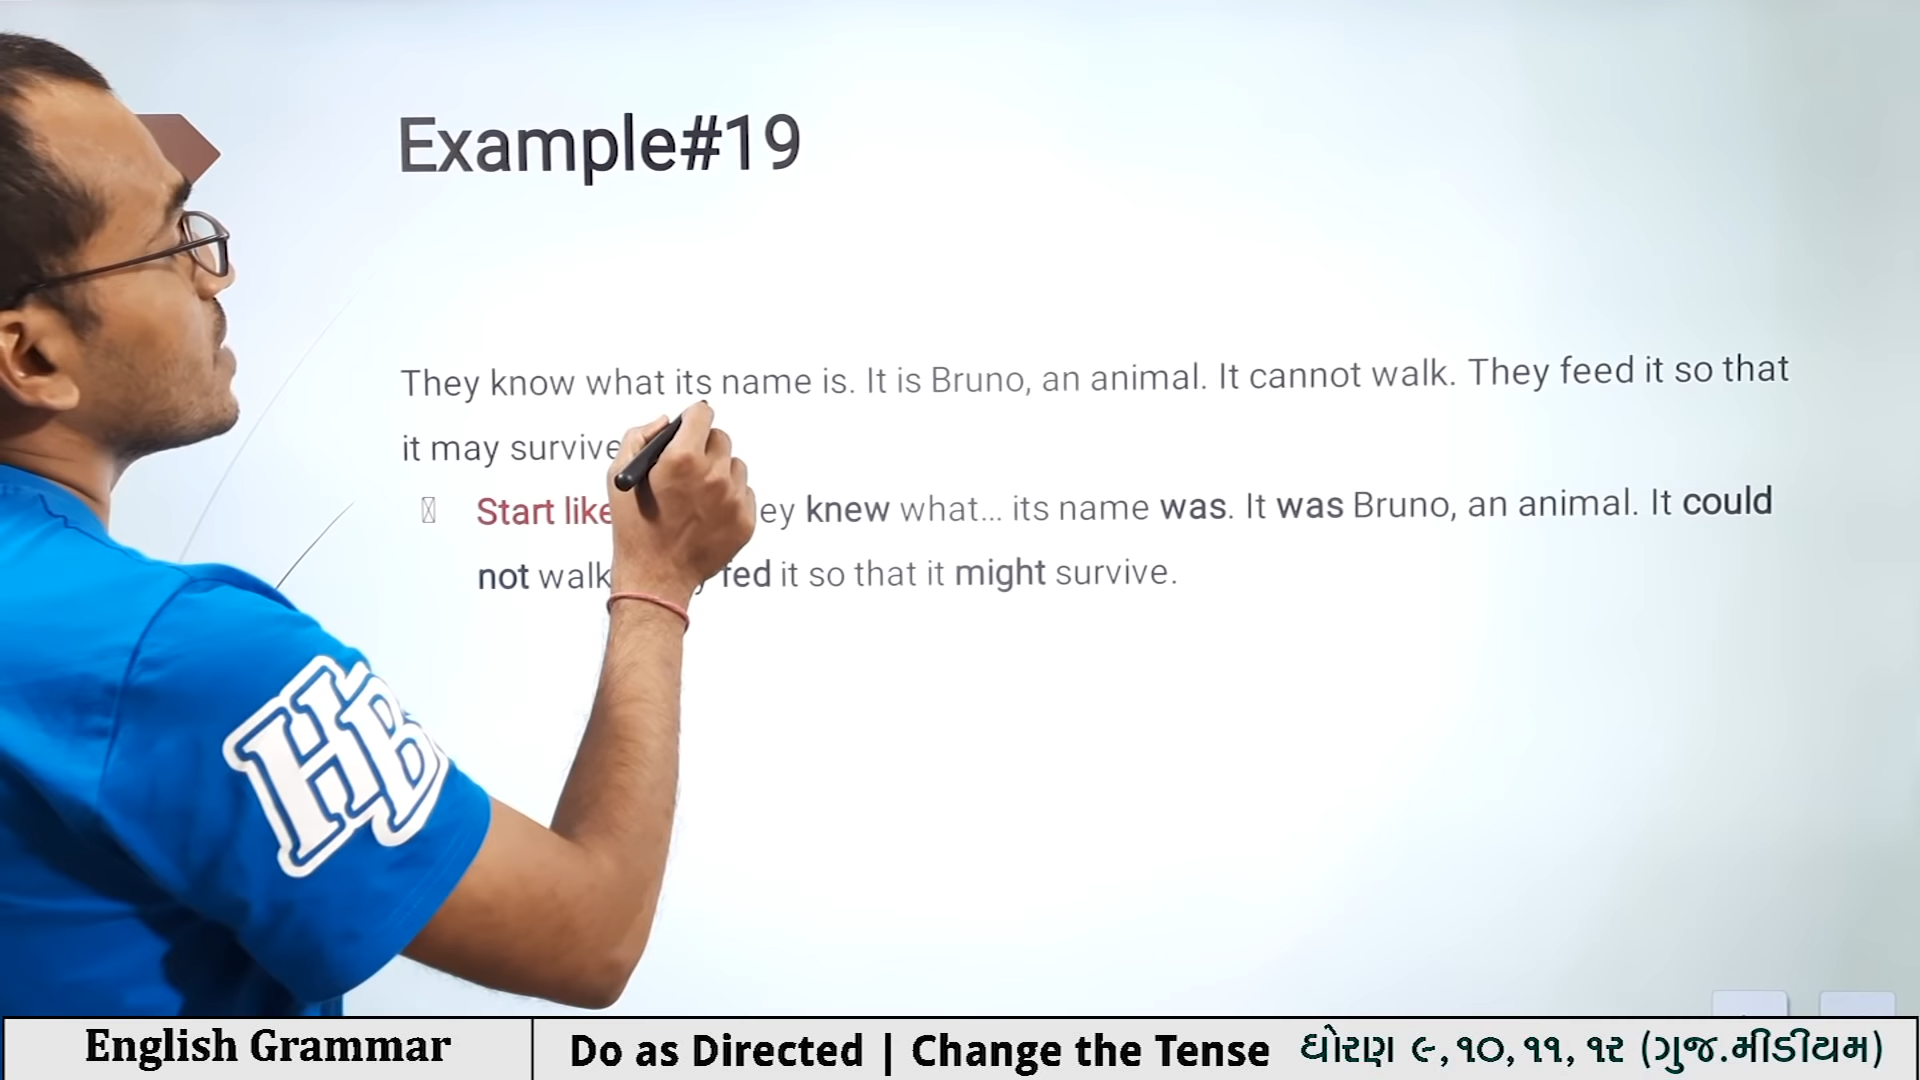 Example#19
They know what its name is. It is Bruno, an animal. It cannot walk. They feed it so that
it may survive
Start like knew what... its name was. It was Bruno, an animal. It could
not walk fed it so that it might survive.
HB
English Grammar
Do as Directed | Change the Tense
ધોરણ ૯, ૧૦, ૧૧, ૧૨ (ગુજ.મીડીયમ)